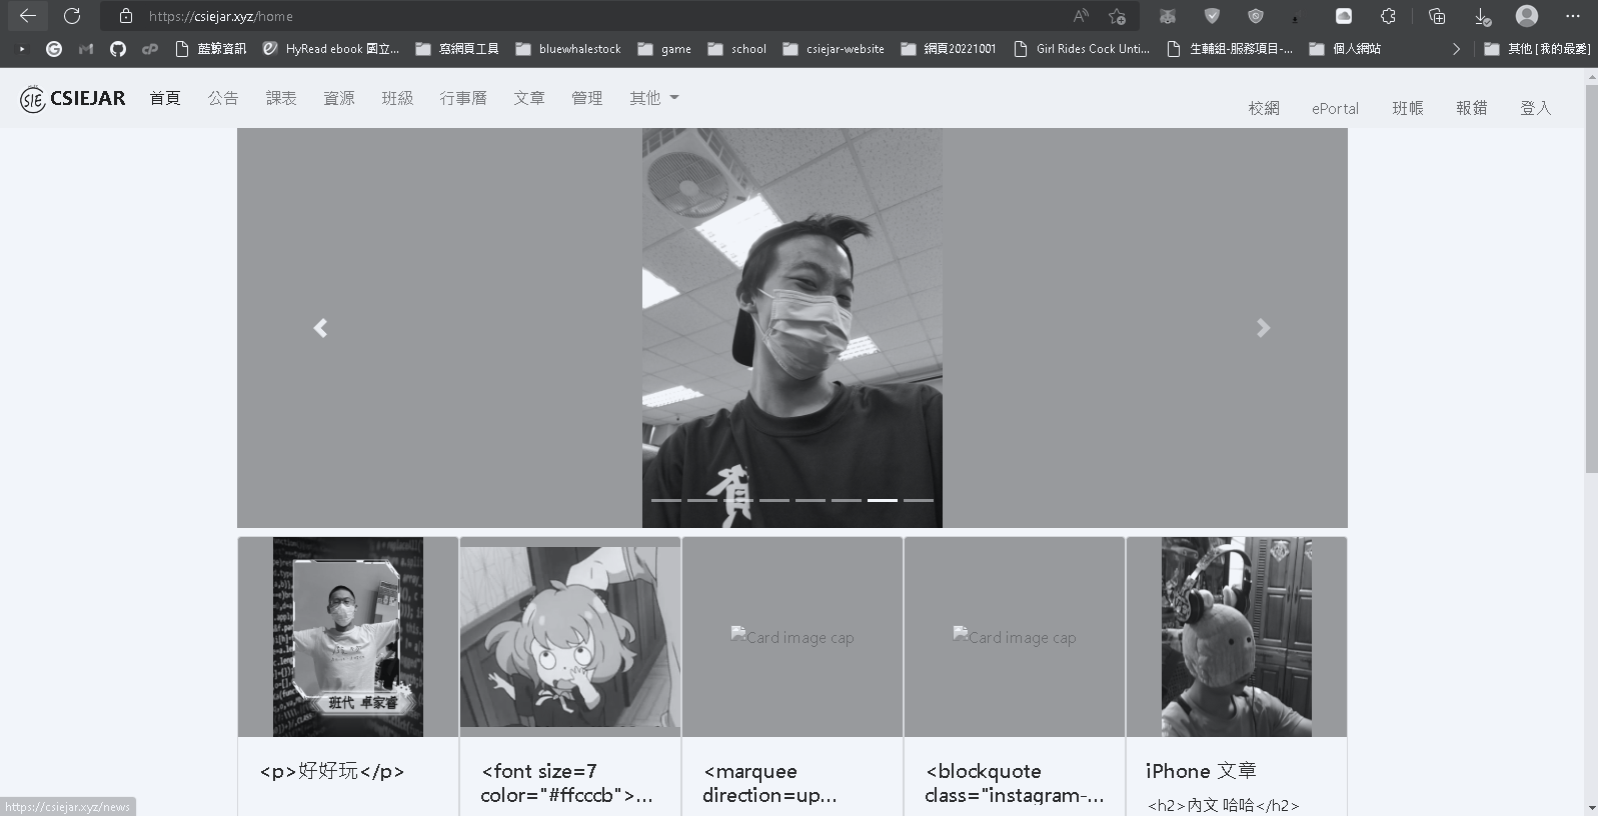 https://csiejar.xyz/home
藍鯨資訊 HyRead ebook 國立... 寫網頁工具 bluewhalestock game school csiejar-website 網頁20221001 Girl Rides Cock Unti... 生輔組-服務項目-... 個人網站 其他 [我的最愛]
SIE CSIEJAR 首頁 公告 課表 資源 班級 行事曆 文章 管理 其他
校網 ePortal 班帳 報錯 登入
Card image cap
Card image cap
班代 卓家睿
<p>好好玩</p>
<font size=7
color="#ffcccb">...
<marquee
direction=up...
<blockquote
class="instagram-...
iPhone 文章
<h2>內文 哈哈</h2>
https://csiejar.xyz/news